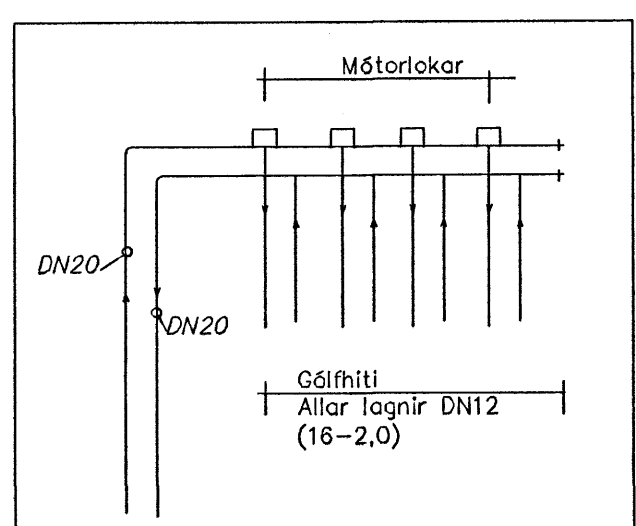 Mótorlokar
DN20
DN20
Gólfhiti
Allar lagnir DN12
(16-2,0)